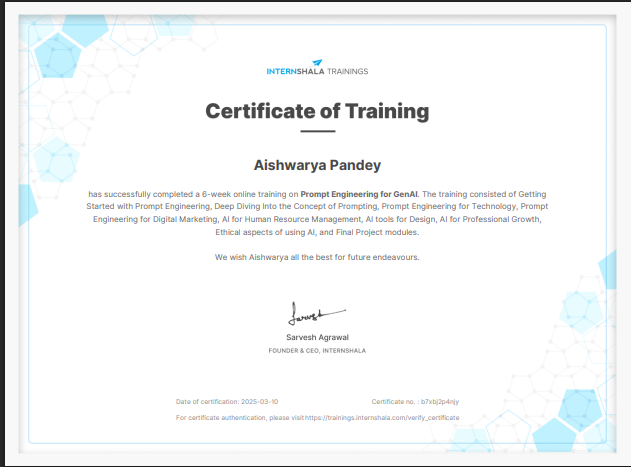 INTERNSHALA TRAININGS
Certificate of Training
Aishwarya Pandey
has successfully completed a 6-week online training on Prompt Engineering for GenAI. The training consisted of Getting
Started with Prompt Engineering, Deep Diving Into the Concept of Prompting, Prompt Engineering for Technology, Prompt
Engineering for Digital Marketing, AI for Human Resource Management, AI tools for Design, AI for Professional Growth,
Ethical aspects of using AI, and Final Project modules.
We wish Aishwarya all the best for future endeavours.
Sarvesh
Sarvesh Agrawal
FOUNDER & CEO, INTERNSHALA
Date of certification: 2025-03-10 Certificate no. : b7xbj2p4njy
For certificate authentication, please visit:https://trainings.internshala.com/verify_certificate